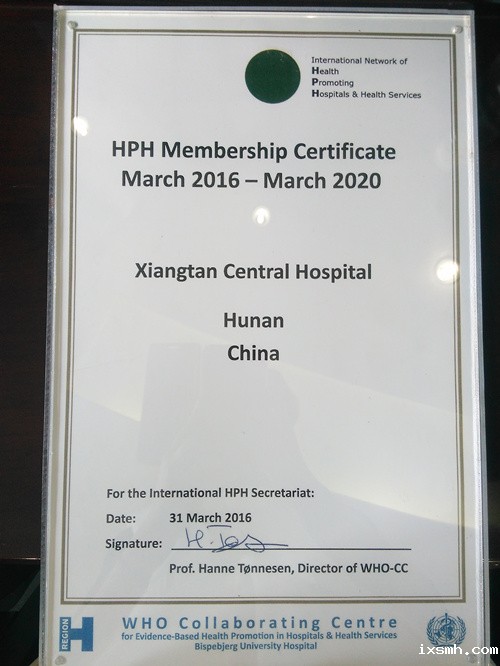 International Network of
Health
Promoting
Hospitals & Health Services
HPH Membership Certificate
March 2016 – March 2020
Xiangtan Central Hospital
Hunan
China
For the International HPH Secretariat:
Date: 31 March 2016
Signature: H. Tøs
Prof. Hanne Tønnesen, Director of WHO-CC
REGION H
WHO Collaborating Centre
for Evidence-Based Health Promotion in Hospitals & Health Services
Bispebjerg University Hospital
ixsmh.com